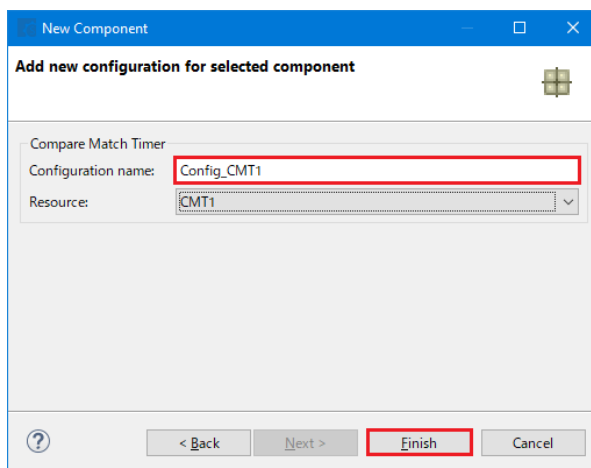 New Component
Add new configuration for selected component
Compare Match Timer
Configuration name: Config_CMT1
Resource: CMT1
? < Back Next > Finish Cancel